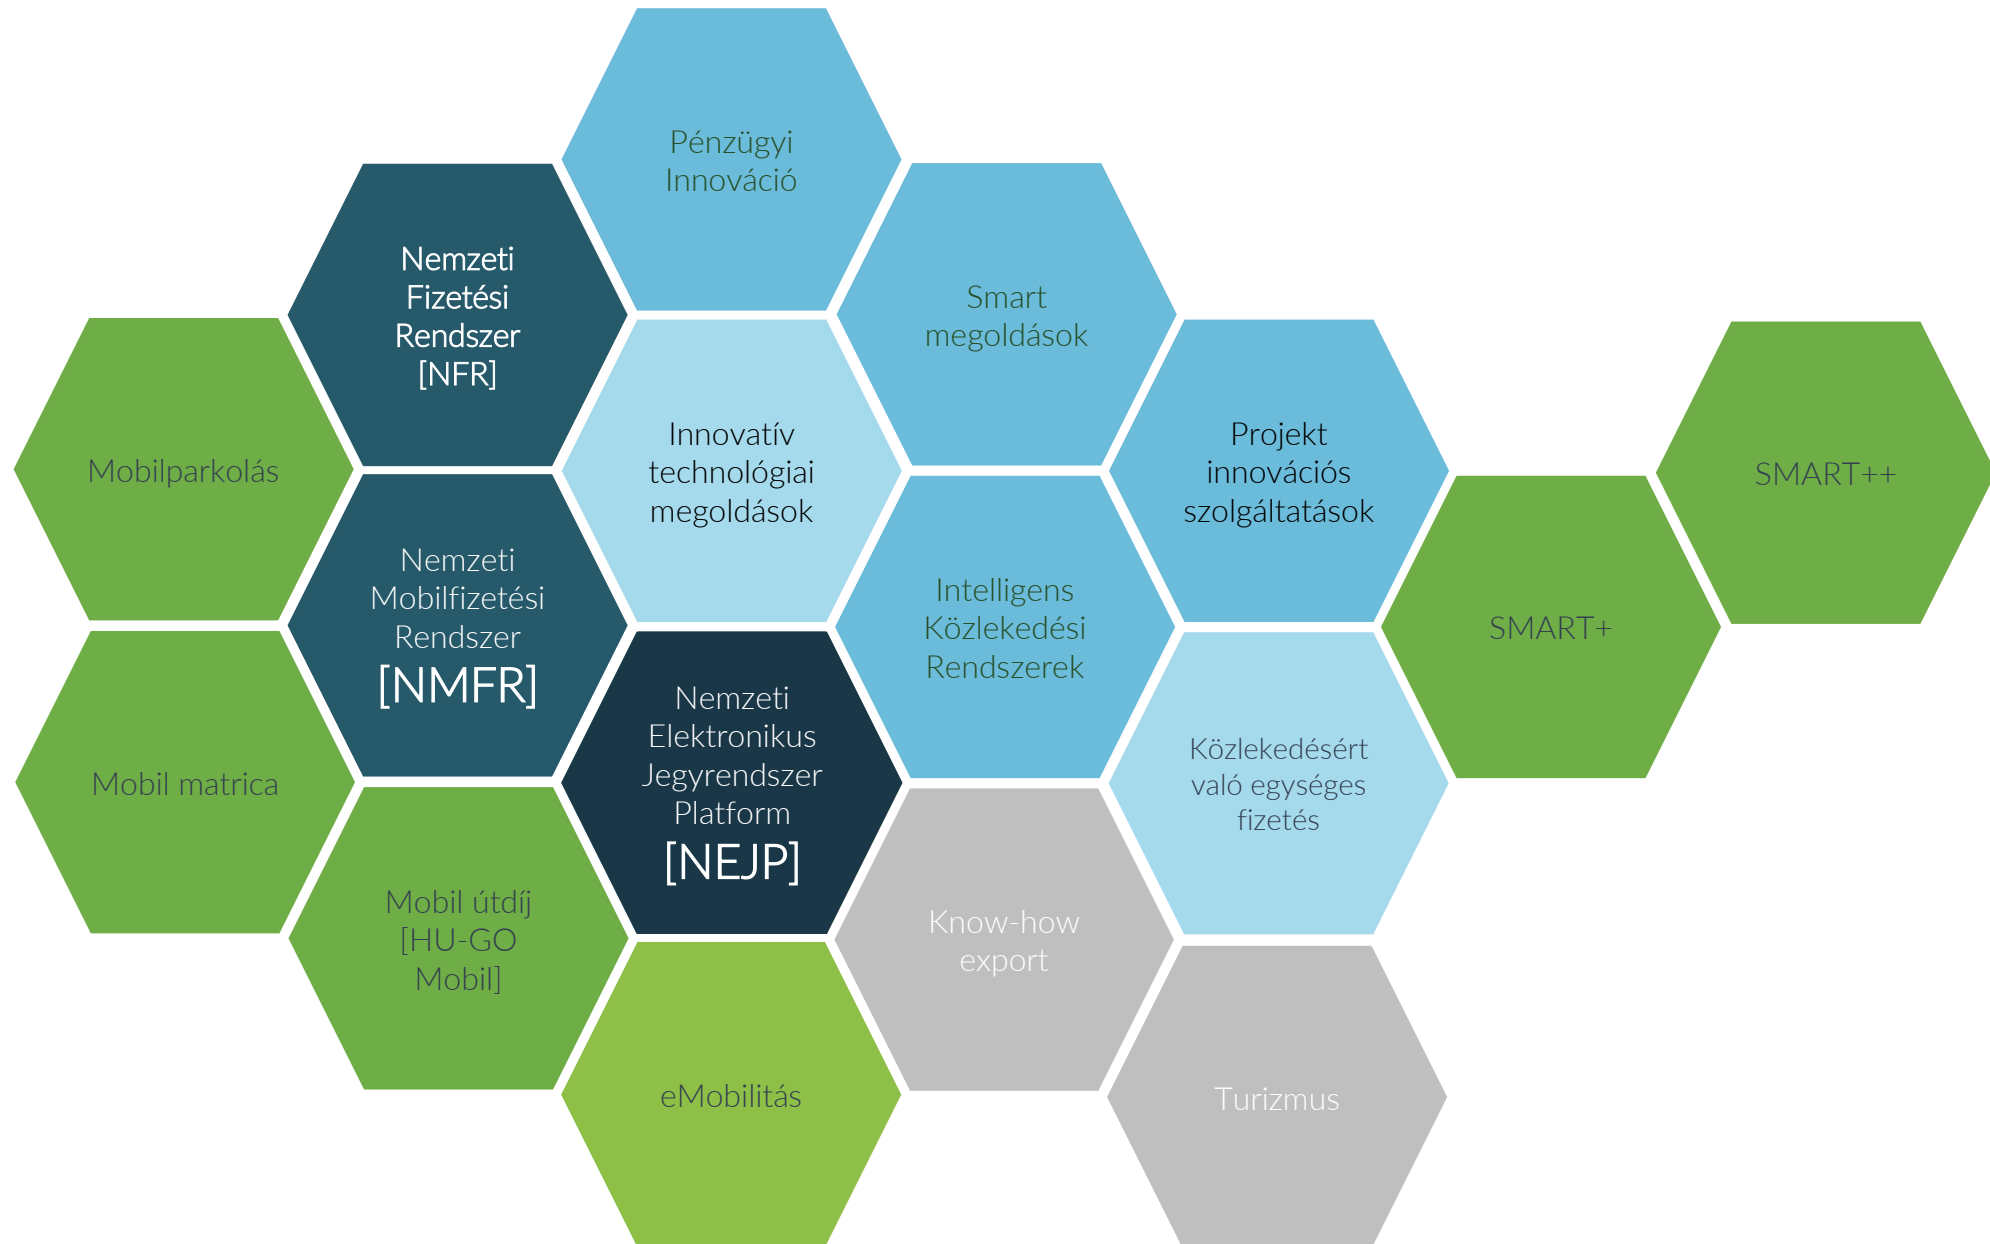 Pénzügyi
Innováció
Nemzeti
Fizetési
Rendszer
[NFR]
Smart
megoldások
Mobilparkolás
Innovatív
technológiai
megoldások
Projekt
innovációs
szolgáltatások
SMART++
Nemzeti
Mobilfizetési
Rendszer
[NMFR]
Intelligens
Közlekedési
Rendszerek
SMART+
Mobil matrica
Nemzeti
Elektronikus
Jegyrendszer
Platform
[NEJP]
Közlekedésért
való egységes
fizetés
Mobil útdíj
[HU-GO
Mobil]
Know-how
export
eMobilitás
Turizmus